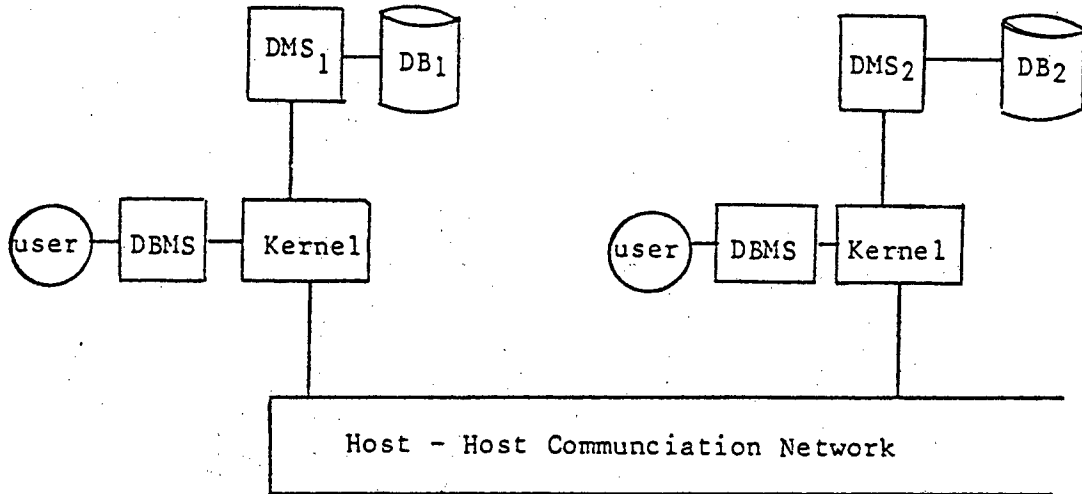 DMS1
DB1
DMS2
DB2
user
DBMS
Kernel
user
DBMS
Kernel
Host - Host Communciation Network